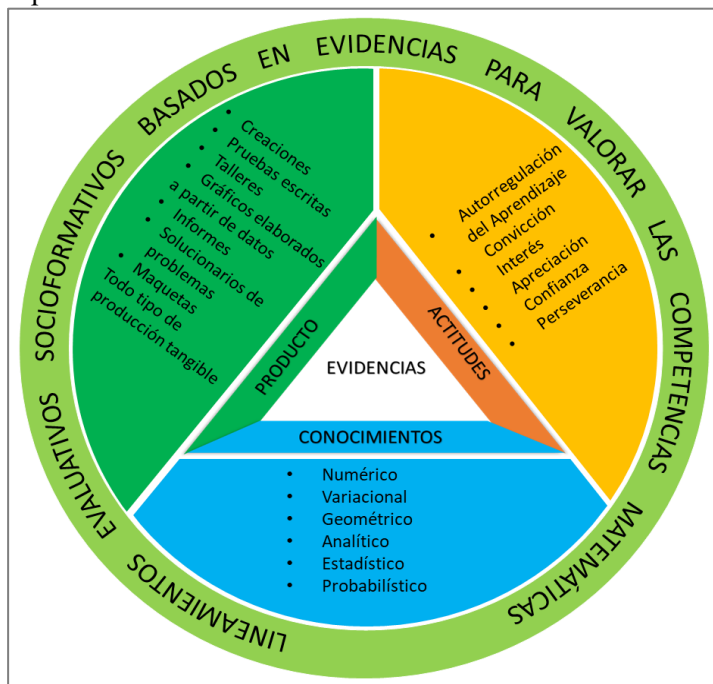 LINEAMIENTOS EVALUATIVOS SOCIOFORMATIVOS BASADOS EN EVIDENCIAS PARA VALORAR LAS COMPETENCIAS MATEMÁTICAS
• Creaciones
• Pruebas escritas
• Talleres
• Gráficos elaborados
a partir de datos
• Informes
• Solucionarios de
problemas
• Maquetas
Todo tipo de
producción tangible
• Autorregulación
del Aprendizaje
• Convicción
• Interés
• Apreciación
• Confianza
• Perseverancia
PRODUCTO
ACTITUDES
EVIDENCIAS
CONOCIMIENTOS
• Numérico
• Variacional
• Geométrico
• Analítico
• Estadístico
• Probabilístico